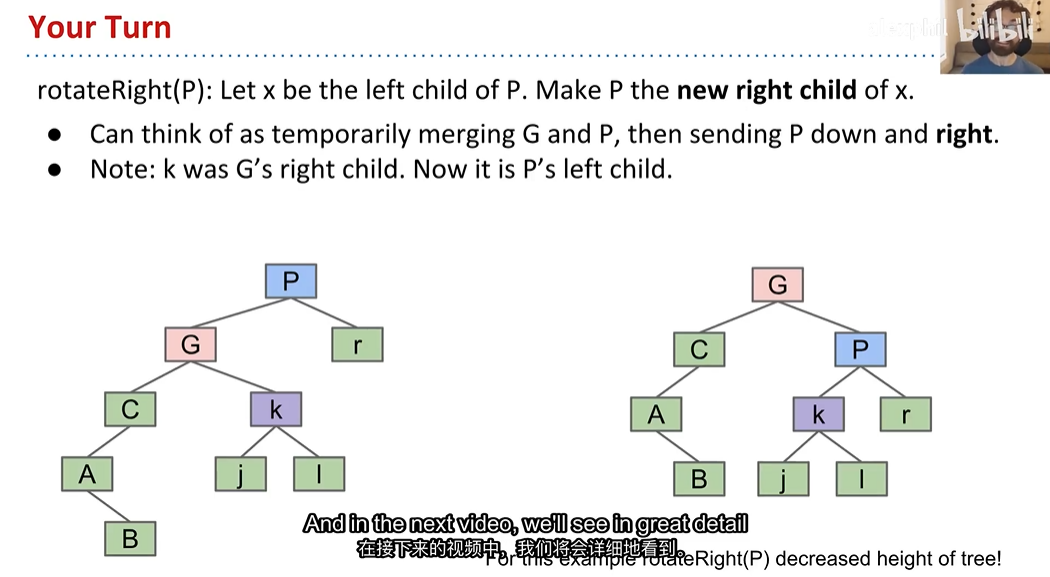 Your Turn
bilibili
rotateRight(P): Let x be the left child of P. Make P the new right child of x.
● Can think of as temporarily merging G and P, then sending P down and right.
● Note: k was G's right child. Now it is P's left child.
P
G
G
r
C
P
C
k
A
k
r
A
j
l
B
j
l
B
And in the next video, we'll see in great detail
在接下来的视频中，我们将会详细地看到。
For this example rotateRight(P) decreased height of tree!